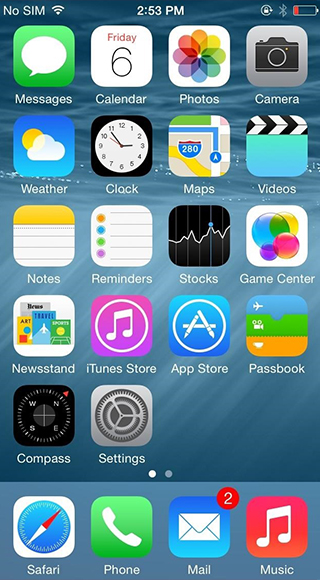 No SIM 2:53 PM
Friday
6
Messages Calendar Photos Camera
280
Weather Clock Maps Videos
Notes Reminders Stocks Game Center
News
ART TRAVEL SPORTS
Newsstand iTunes Store App Store Passbook
N
W E
S
Compass Settings
2
Safari Phone Mail Music